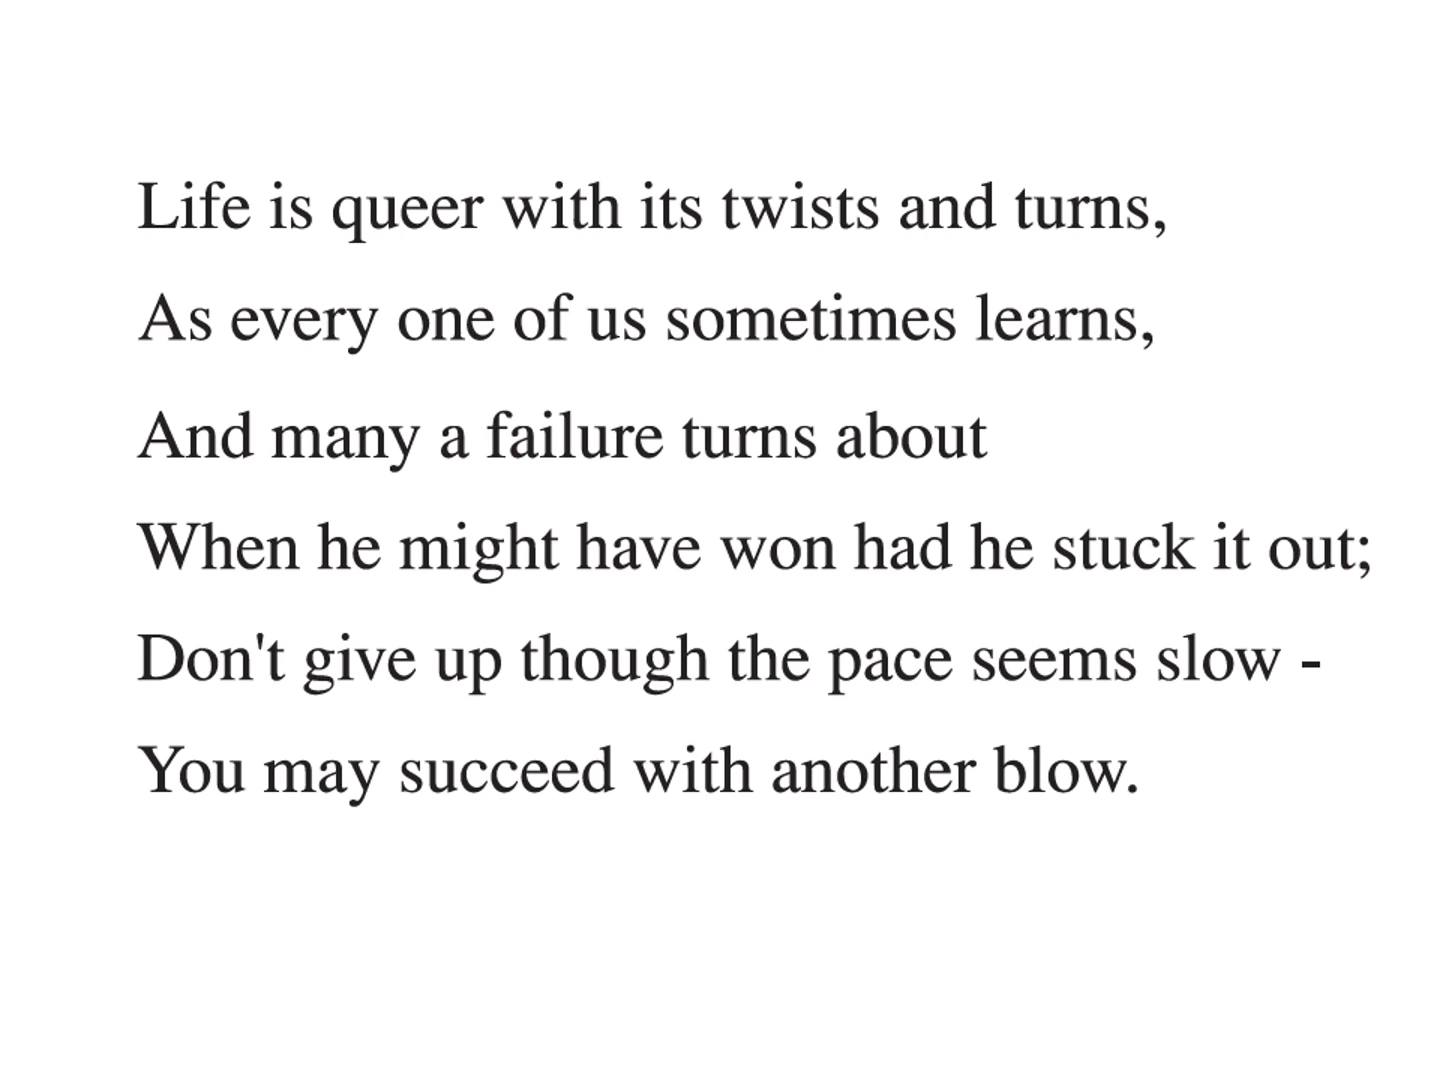 Life is queer with its twists and turns,
As every one of us sometimes learns,
And many a failure turns about
When he might have won had he stuck it out;
Don't give up though the pace seems slow -
You may succeed with another blow.